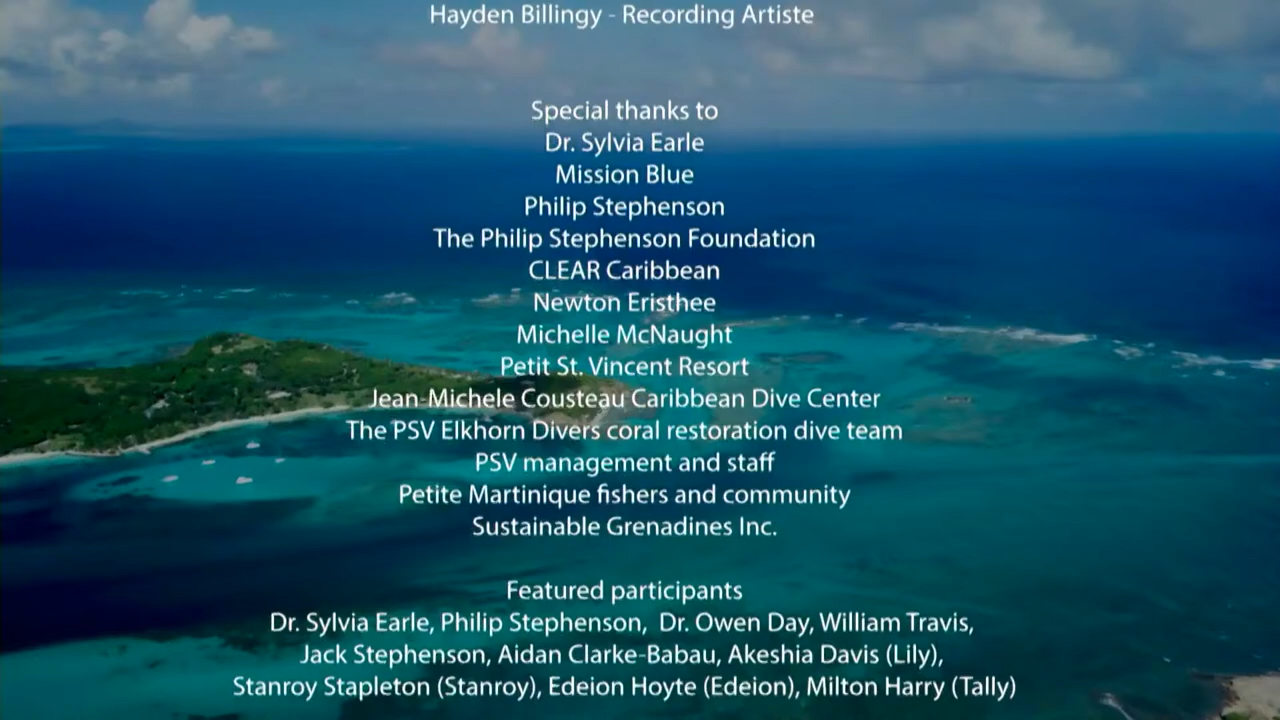 Hayden Billingy - Recording Artiste
Special thanks to
Dr. Sylvia Earle
Mission Blue
Philip Stephenson
The Philip Stephenson Foundation
CLEAR Caribbean
Newton Eristhee
Michelle McNaught
Petit St. Vincent Resort
Jean-Michele Cousteau Caribbean Dive Center
The PSV Elkhorn Divers coral restoration dive team
PSV management and staff
Petite Martinique fishers and community
Sustainable Grenadines Inc.
Featured participants
Dr. Sylvia Earle, Philip Stephenson,  Dr. Owen Day, William Travis,
Jack Stephenson, Aidan Clarke-Babau, Akeshia Davis (Lily),
Stanroy Stapleton (Stanroy), Edeion Hoyte (Edeion), Milton Harry (Tally)